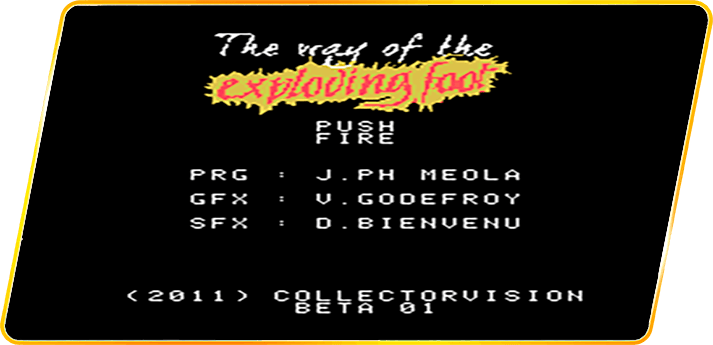 The way of the
exploding foot
PUSH
FIRE
PRG : J.PH MEOLA
GFX : V.GODEFROY
SFX : D.BIENVENU
(2011) COLLECTORVISION
BETA 01